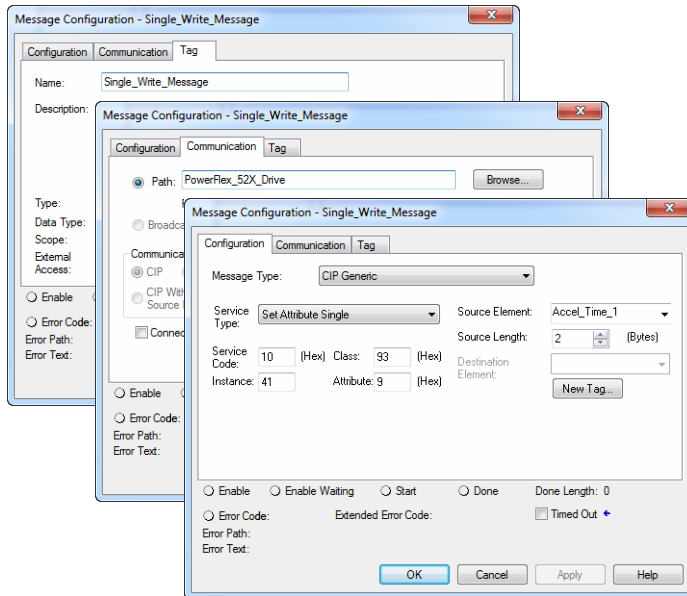 Message Configuration - Single_Write_Message
Configuration Communication Tag
Name: Single_Write_Message
Description:
Type:
Data Type:
Scope:
External
Access:
Enable
Error Code:
Error Path:
Error Text:
Message Configuration - Single_Write_Message
Configuration Communication Tag
Path: PowerFlex_52X_Drive Browse...
CIP
CIP With
Source
Enable
Error Code:
Error Path:
Error Text:
Message Configuration - Single_Write_Message
Configuration Communication Tag
Message Type: CIP Generic
Service
Type: Set Attribute Single
Source Element: Accel_Time_1
Source Length: 2 (Bytes)
Service
Code: 10 (Hex) Class: 93 (Hex)
Destination
Element:
Instance: 41 Attribute: 9 (Hex)
New Tag...
Enable Enable Waiting Start Done Done Length: 0
Error Code: Extended Error Code: Timed Out
Error Path:
Error Text:
OK Cancel Apply Help